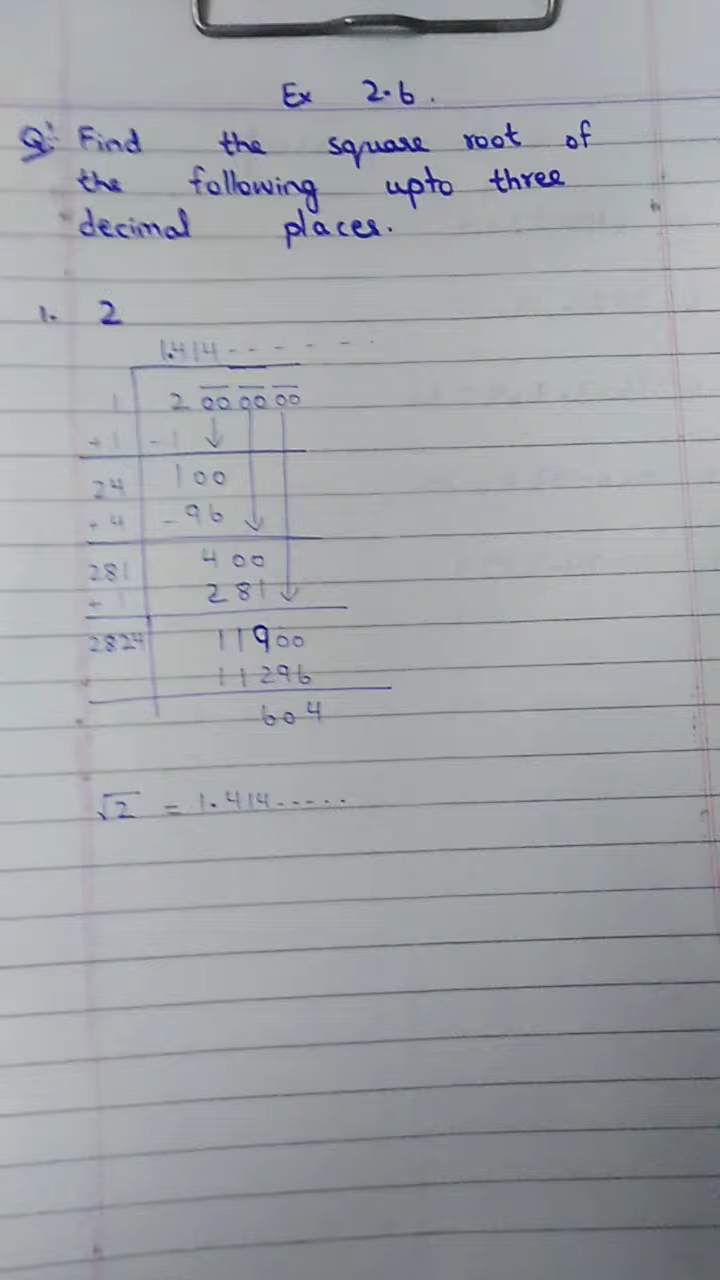 Ex 2.6.
Q1: Find the square root of
the following upto three
decimal places.
1. 2
1.414- - - - - -
1 2 00 00 00
+1 -1
24 100
+4 -96
281 400
+1 281
2824 11900
11296
604
√2 = 1.414.....